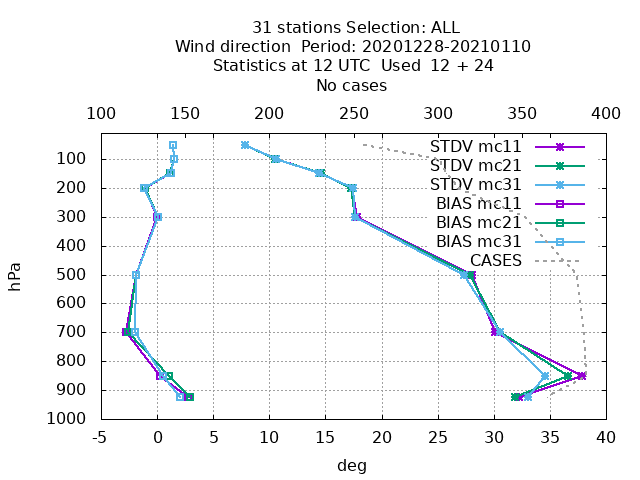 31 stations Selection: ALL
Wind direction  Period: 20201228-20210110
Statistics at 12 UTC  Used  12 + 24
No cases
100 150 200 250 300 350 400
STDV mc11
STDV mc21
STDV mc31
BIAS mc11
BIAS mc21
BIAS mc31
CASES
hPa
100
200
300
400
500
600
700
800
900
1000
-5 0 5 10 15 20 25 30 35 40
deg